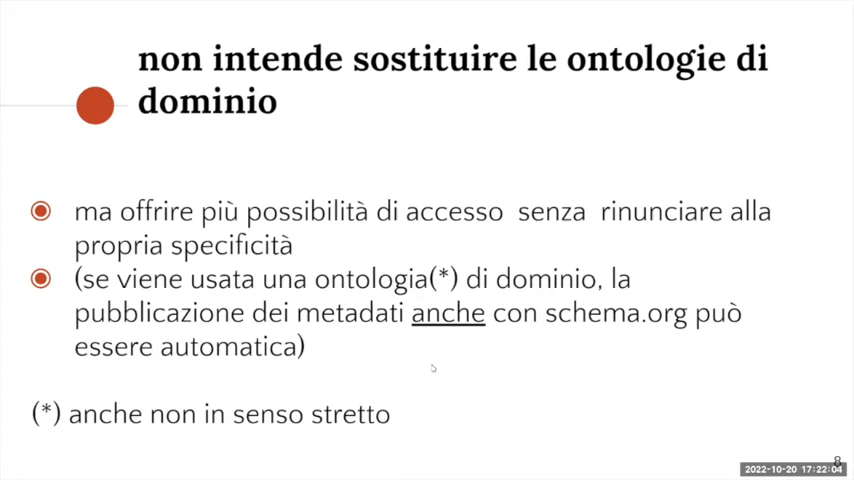 non intende sostituire le ontologie di
dominio
ma offrire più possibilità di accesso senza rinunciare alla
propria specificità
(se viene usata una ontologia(*) di dominio, la
pubblicazione dei metadati anche con schema.org può
essere automatica)
(*) anche non in senso stretto
8
2022-10-20 17:22:04